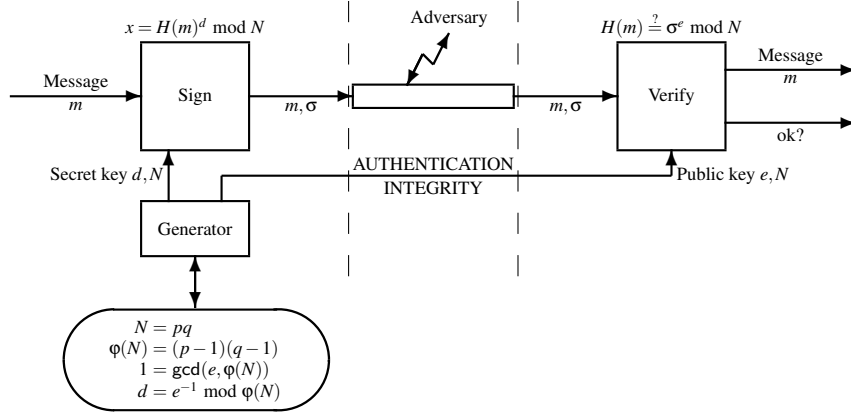 x = H(m)^d mod N
Adversary
H(m) ≟ σ^e mod N
Message
m
Sign
m, σ
m, σ
Verify
Message
m
ok?
Secret key d, N
AUTHENTICATION
INTEGRITY
Public key e, N
Generator
N = pq
φ(N) = (p − 1)(q − 1)
1 = gcd(e, φ(N))
d = e^−1 mod φ(N)